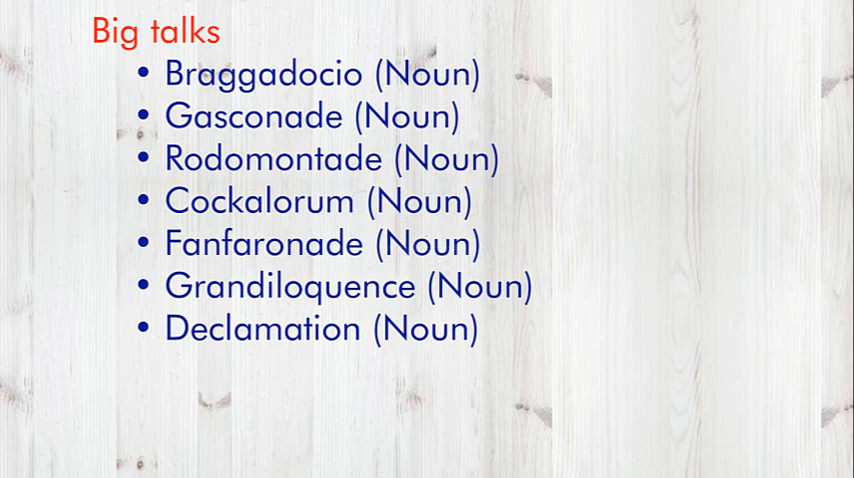 Big talks
• Braggadocio (Noun)
• Gasconade (Noun)
• Rodomontade (Noun)
• Cockalorum (Noun)
• Fanfaronade (Noun)
• Grandiloquence (Noun)
• Declamation (Noun)